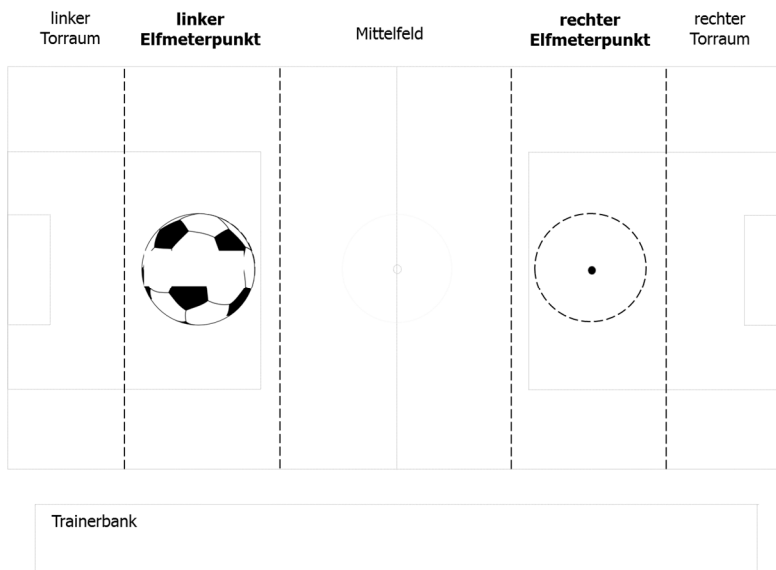 linker
Torraum
linker
Elfmeterpunkt
Mittelfeld
rechter
Elfmeterpunkt
rechter
Torraum
Trainerbank